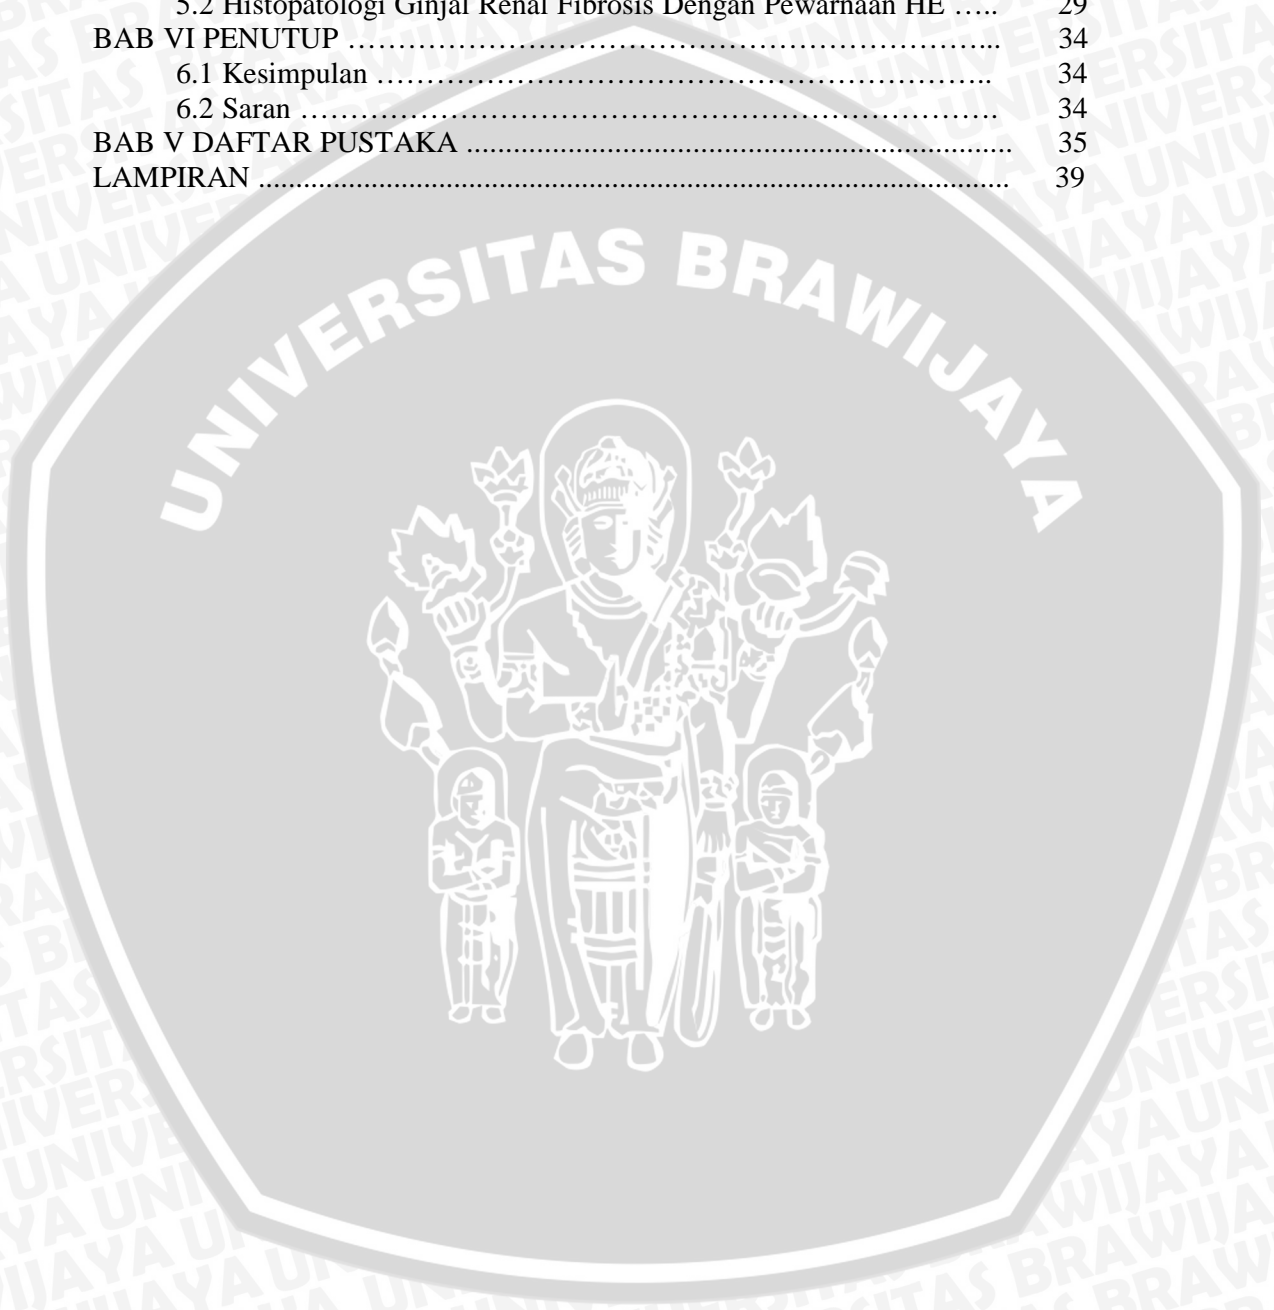 5.2 Histopatologi Ginjal Renal Fibrosis Dengan Pewarnaan HE ….. 29
BAB VI PENUTUP ………………………………………………………….. 34
6.1 Kesimpulan ……………………………………………………….. 34
6.2 Saran ………………………………………………………………. 34
BAB V DAFTAR PUSTAKA ......................................................................... 35
LAMPIRAN .................................................................................................... 39
UNIVERSITAS BRAWIJAYA